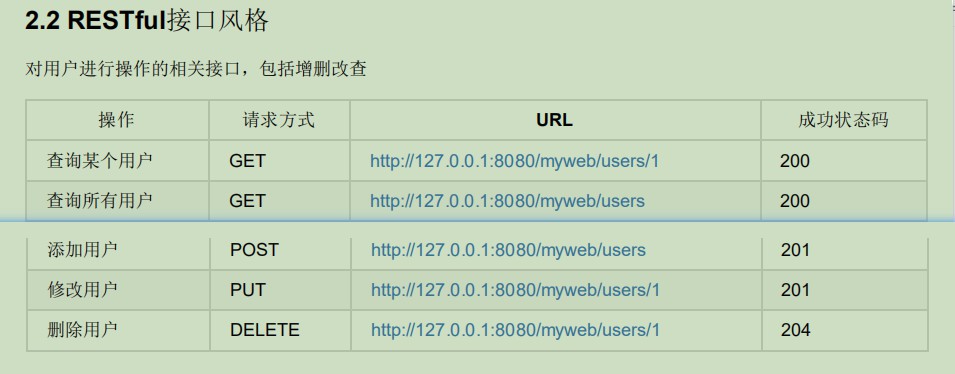 2.2 RESTful接口风格
对用户进行操作的相关接口，包括增删改查
操作 请求方式 URL 成功状态码
查询某个用户 GET http://127.0.0.1:8080/myweb/users/1 200
查询所有用户 GET http://127.0.0.1:8080/myweb/users 200
添加用户 POST http://127.0.0.1:8080/myweb/users 201
修改用户 PUT http://127.0.0.1:8080/myweb/users/1 201
删除用户 DELETE http://127.0.0.1:8080/myweb/users/1 204